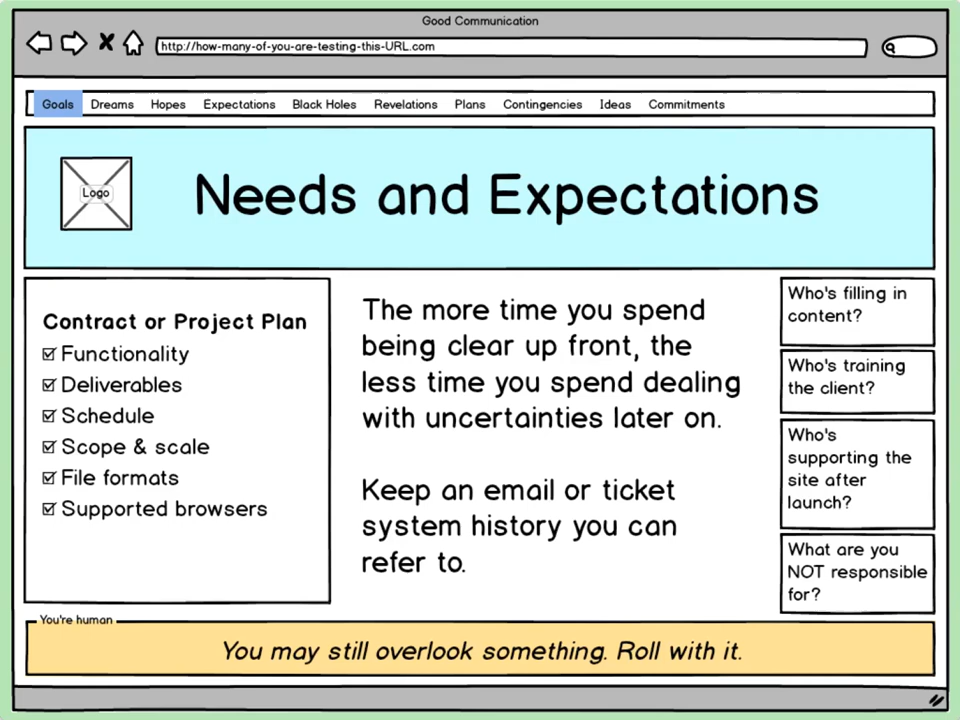 Good Communication
http://how-many-of-you-are-testing-this-URL.com
Goals Dreams Hopes Expectations Black Holes Revelations Plans Contingencies Ideas Commitments
Logo
Needs and Expectations
Contract or Project Plan
Functionality
Deliverables
Schedule
Scope & scale
File formats
Supported browsers
The more time you spend
being clear up front, the
less time you spend dealing
with uncertainties later on.
Keep an email or ticket
system history you can
refer to.
Who's filling in
content?
Who's training
the client?
Who's
supporting the
site after
launch?
What are you
NOT responsible
for?
You're human
You may still overlook something. Roll with it.